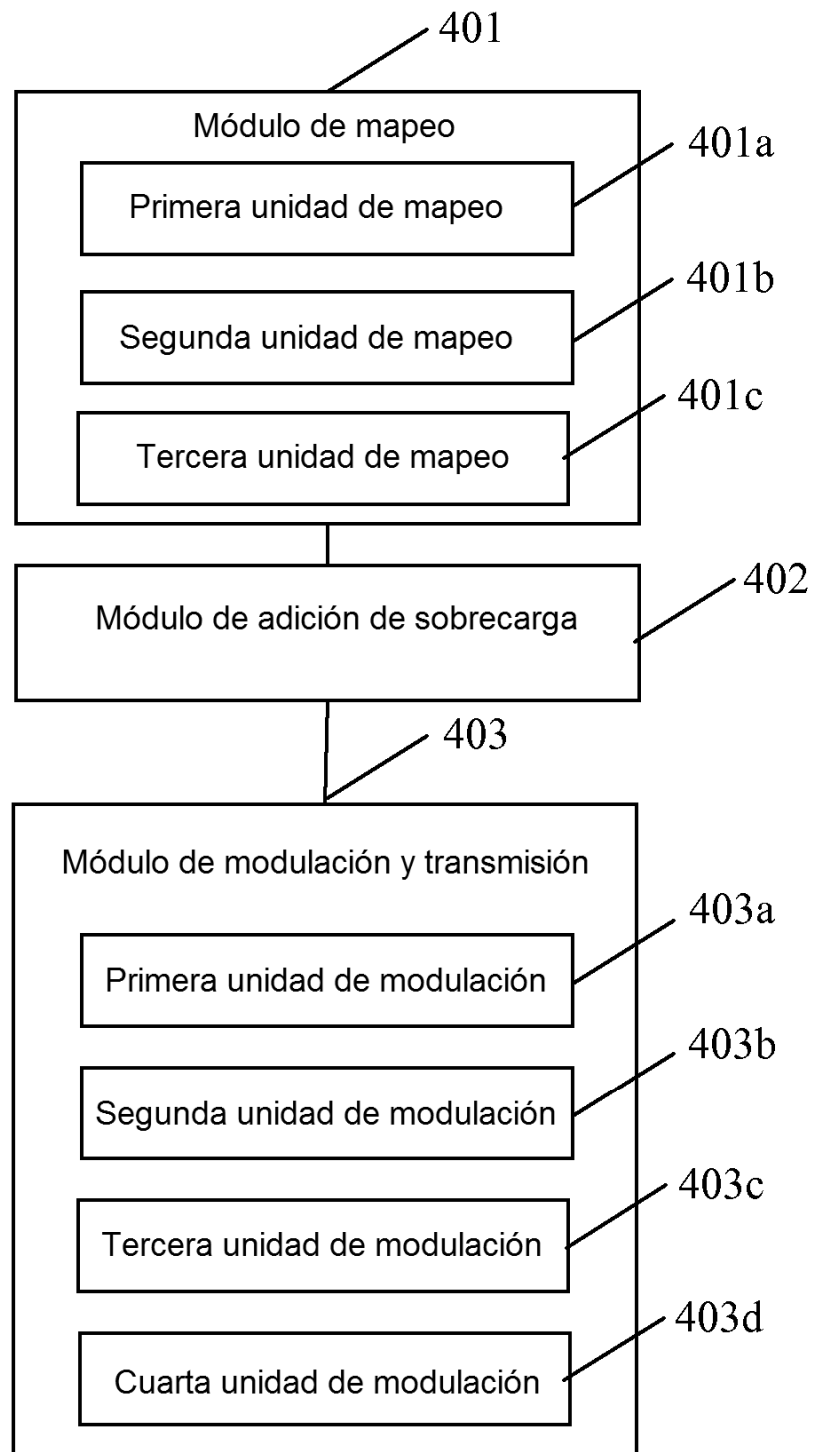 401
Módulo de mapeo
401a
Primera unidad de mapeo
401b
Segunda unidad de mapeo
401c
Tercera unidad de mapeo
402
Módulo de adición de sobrecarga
403
Módulo de modulación y transmisión
403a
Primera unidad de modulación
403b
Segunda unidad de modulación
403c
Tercera unidad de modulación
403d
Cuarta unidad de modulación